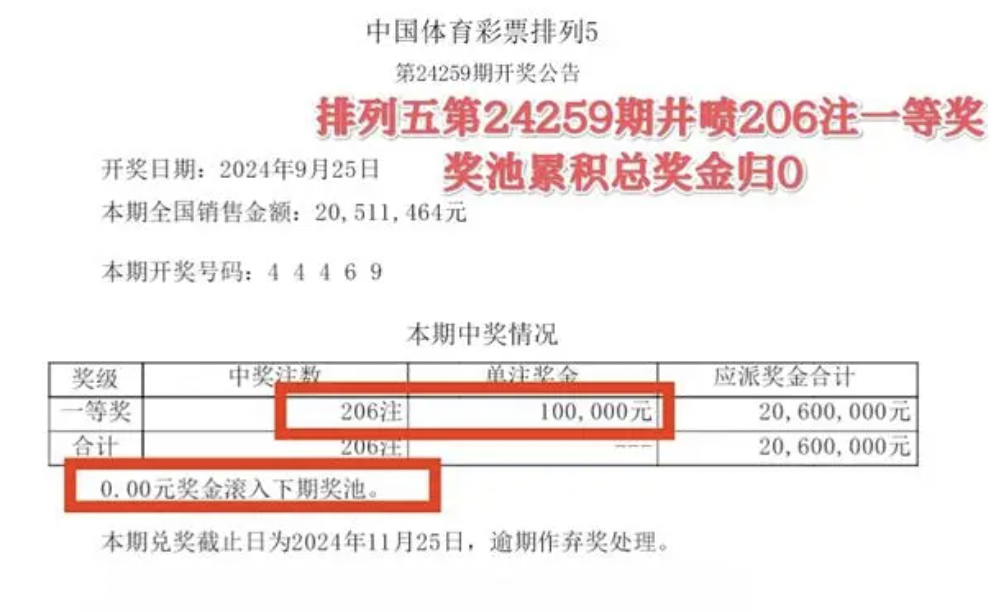 中国体育彩票排列5
第24259期开奖公告
排列五第24259期井喷206注一等奖
奖池累积总奖金归0
开奖日期：2024年9月25日
本期全国销售金额：20,511,464元
本期开奖号码：4 4 4 6 9
本期中奖情况
奖级 中奖注数 单注奖金 应派奖金合计
一等奖 206注 100,000元 20,600,000元
合计 206注 --- 20,600,000元
0.00元奖金滚入下期奖池。
本期兑奖截止日为2024年11月25日，逾期作弃奖处理。